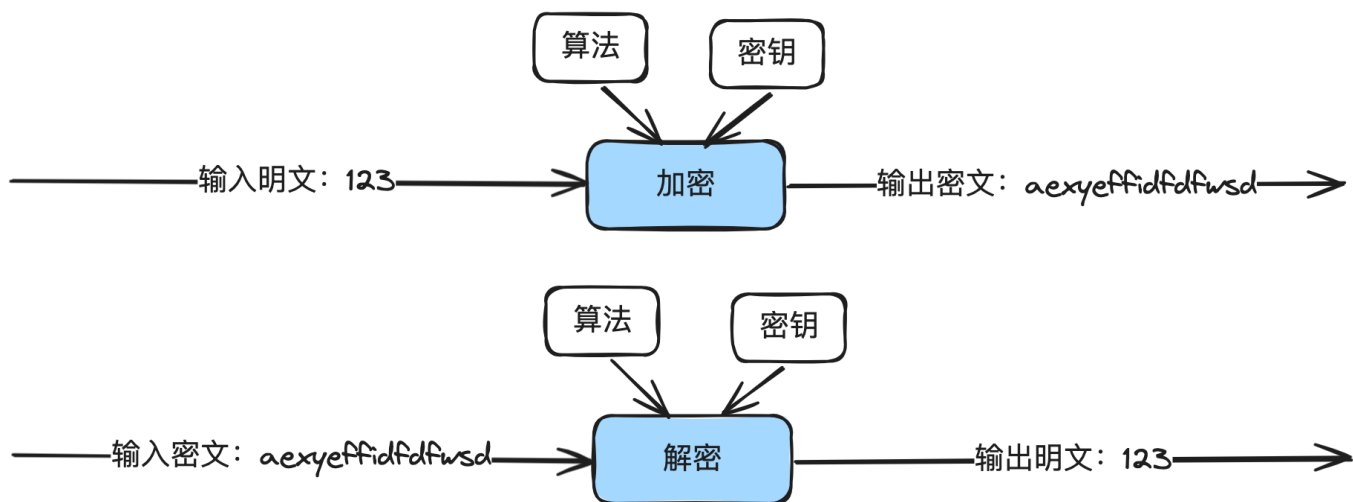 算法
密钥
输入明文：123
加密
输出密文：aexyeffidfdfwsd
算法
密钥
输入密文：aexyeffidfdfwsd
解密
输出明文：123